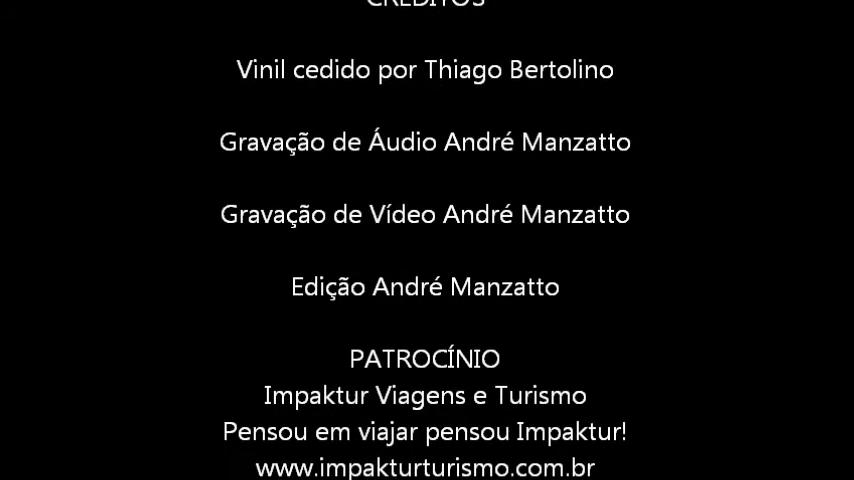 CRÉDITOS
Vinil cedido por Thiago Bertolino
Gravação de Áudio André Manzatto
Gravação de Vídeo André Manzatto
Edição André Manzatto
PATROCÍNIO
Impaktur Viagens e Turismo
Pensou em viajar pensou Impaktur!
www.impakturturismo.com.br